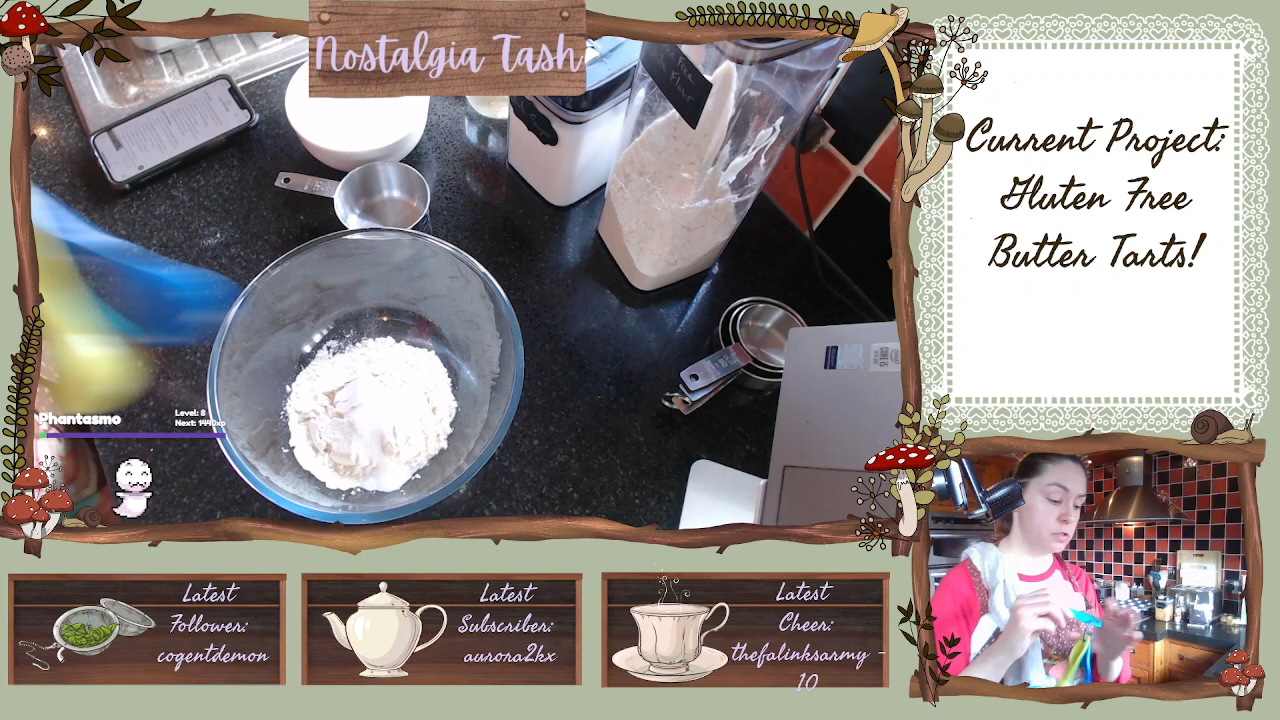 Nostalgia Tash
Current Project:
Gluten Free
Butter Tarts!
Phantasmo
Level: 8
Latest
Follower:
cogentdemon
Latest
Subscriber:
aurora2kx
Latest
Cheer:
thefalinksarmy -
10